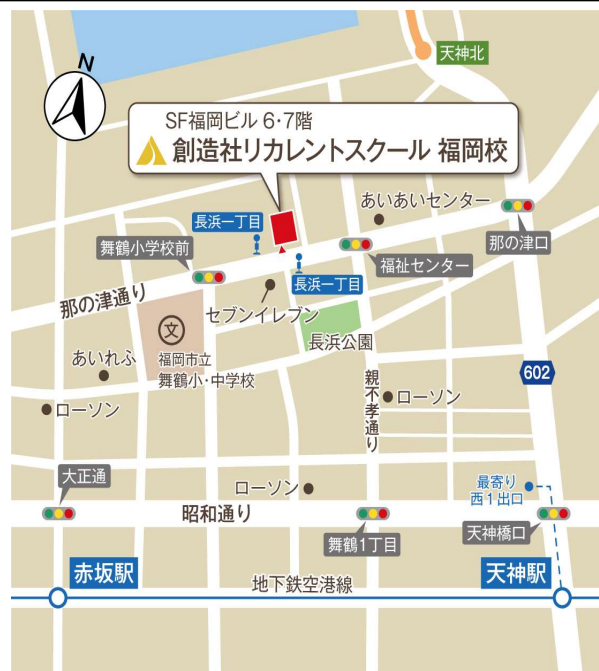 N
天神北
SF福岡ビル 6・7階
創造社リカレントスクール 福岡校
あいあいセンター
長浜一丁目
舞鶴小学校前
那の津口
福祉センター
長浜一丁目
那の津通り
セブンイレブン
文
長浜公園
あいれふ
福岡市立
舞鶴小・中学校
602
親不孝通り
ローソン
ローソン
大正通
ローソン
最寄り
西1出口
昭和通り
舞鶴1丁目
天神橋口
赤坂駅
地下鉄空港線
天神駅